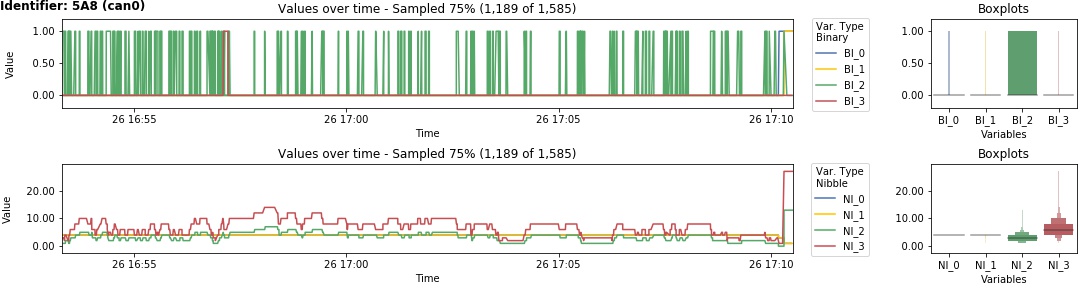 Identifier: 5A8 (can0)
Values over time - Sampled 75% (1,189 of 1,585)
Value
1.00
0.50
0.00
26 16:55
26 17:00
26 17:05
26 17:10
Time
Var. Type
Binary
BI_0
BI_1
BI_2
BI_3
Boxplots
1.00
0.50
0.00
BI_0 BI_1 BI_2 BI_3
Variables
Values over time - Sampled 75% (1,189 of 1,585)
Value
20.00
10.00
0.00
26 16:55
26 17:00
26 17:05
26 17:10
Time
Var. Type
Nibble
NI_0
NI_1
NI_2
NI_3
Boxplots
20.00
10.00
0.00
NI_0 NI_1 NI_2 NI_3
Variables